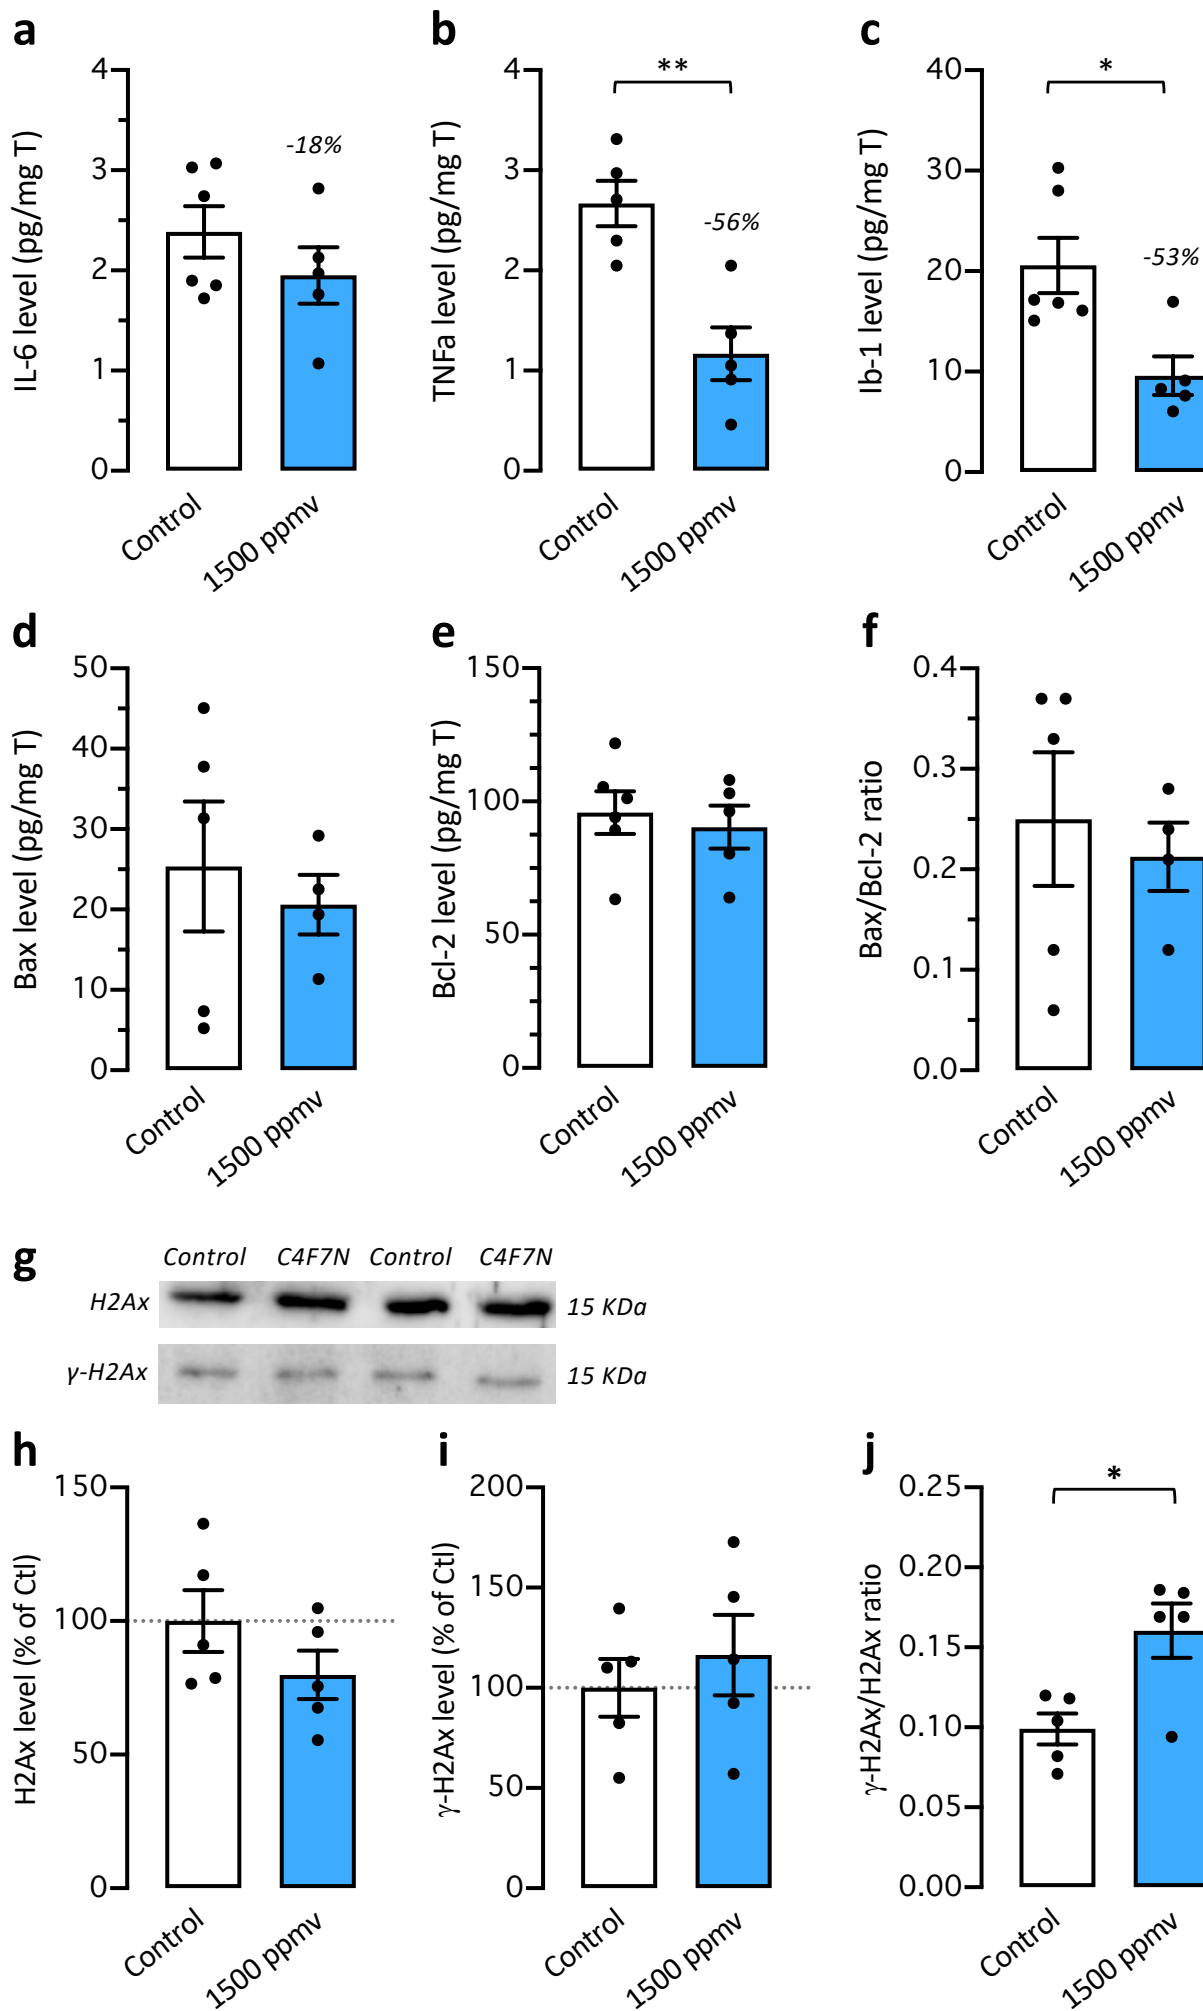 a
b
c
IL-6 level (pg/mg T)
4
3
2
1
0
-18%
Control
1500 ppmv
TNFa level (pg/mg T)
4
3
2
1
0
**
-56%
Control
1500 ppmv
Ib-1 level (pg/mg T)
40
30
20
10
0
*
-53%
Control
1500 ppmv
d
e
f
Bax level (pg/mg T)
50
40
30
20
10
0
Control
1500 ppmv
Bcl-2 level (pg/mg T)
150
100
50
0
Control
1500 ppmv
Bax/Bcl-2 ratio
0.4
0.3
0.2
0.1
0.0
Control
1500 ppmv
g
Control C4F7N Control C4F7N
H2Ax 15 KDa
γ-H2Ax 15 KDa
h
i
j
H2Ax level (% of Ctl)
150
100
50
0
Control
1500 ppmv
γ-H2Ax level (% of Ctl)
200
150
100
50
0
Control
1500 ppmv
γ-H2Ax/H2Ax ratio
0.25
0.20
0.15
0.10
0.05
0.00
*
Control
1500 ppmv